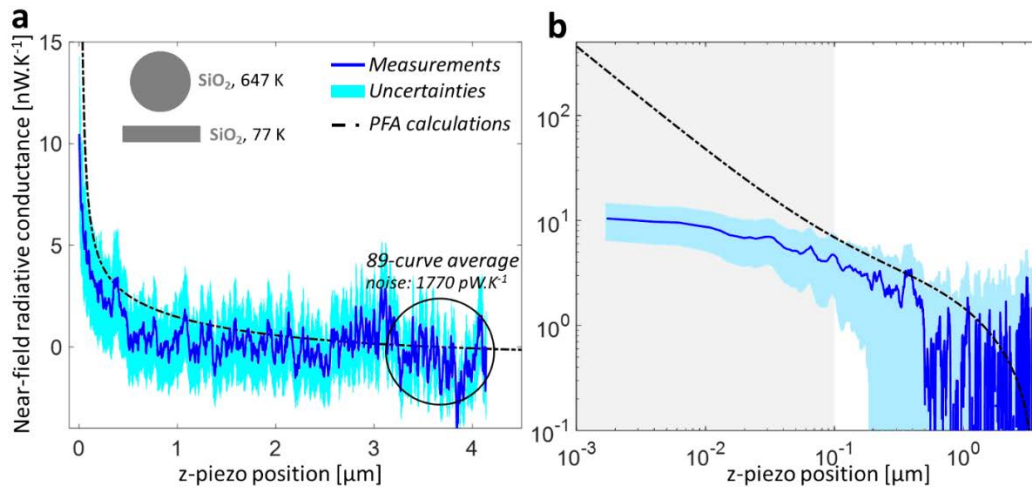 a
Near-field radiative conductance [nW.K⁻¹]
15
10
5
0
0
1
2
3
4
z-piezo position [µm]
SiO₂, 647 K
SiO₂, 77 K
Measurements
Uncertainties
PFA calculations
89-curve average
noise: 1770 pW.K⁻¹
b
10²
10¹
10⁰
10⁻¹
10⁻³
10⁻²
10⁻¹
10⁰
z-piezo position [µm]